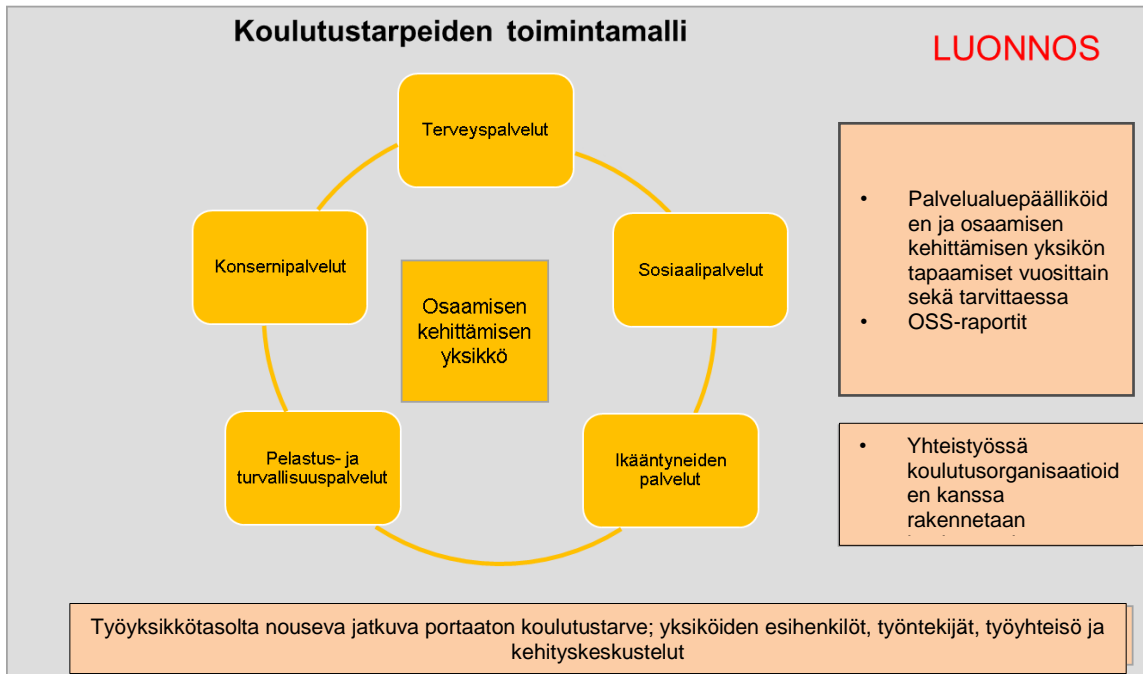 Koulutustarpeiden toimintamalli
LUONNOS
Terveyspalvelut
Konsernipalvelut
Sosiaalipalvelut
Osaamisen
kehittämisen
yksikkö
Pelastus- ja
turvallisuuspalvelut
Ikääntyneiden
palvelut
• Palvelualuepäälliköid
en ja osaamisen
kehittämisen yksikön
tapaamiset vuosittain
sekä tarvittaessa
• OSS-raportit
• Yhteistyössä
koulutusorganisaatioid
en kanssa
rakennetaan
Työyksikkötasolta nouseva jatkuva portaaton koulutustarve; yksiköiden esihenkilöt, työntekijät, työyhteisö ja
kehityskeskustelut